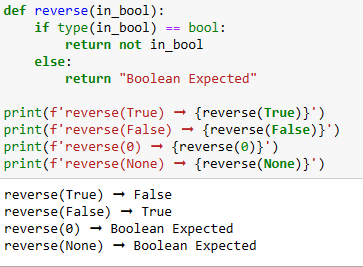 def reverse(in_bool):
    if type(in_bool) == bool:
        return not in_bool
    else:
        return "Boolean Expected"

print(f'reverse(True) → {reverse(True)}')
print(f'reverse(False) → {reverse(False)}')
print(f'reverse(0) → {reverse(0)}')
print(f'reverse(None) → {reverse(None)}')

reverse(True) → False
reverse(False) → True
reverse(0) → Boolean Expected
reverse(None) → Boolean Expected